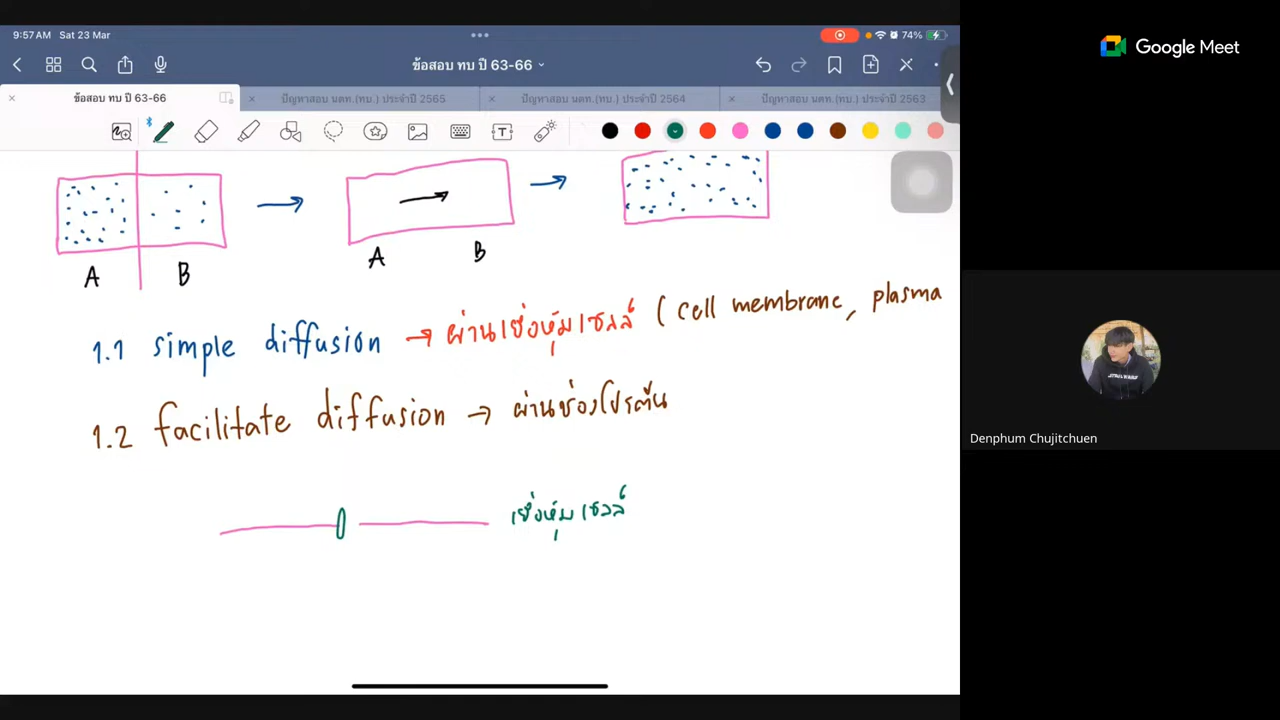 9:57 AM Sat 23 Mar
74%
Google Meet
ข้อสอบ ทบ ปี 63-66
ข้อสอบ ทบ ปี 63-66
ปัญหาสอบ นตท.(ทบ.) ประจำปี 2565
ปัญหาสอบ นตท.(ทบ.) ประจำปี 2564
ปัญหาสอบ นตท.(ทบ.) ประจำปี 2563
A B
A B
1.1 simple diffusion → ผ่านเยื่อหุ้มเซลล์ ( cell membrane, plasma
1.2 facilitate diffusion → ผ่านช่องโปรตีน
เยื่อหุ้มเซลล์
Denphum Chujitchuen